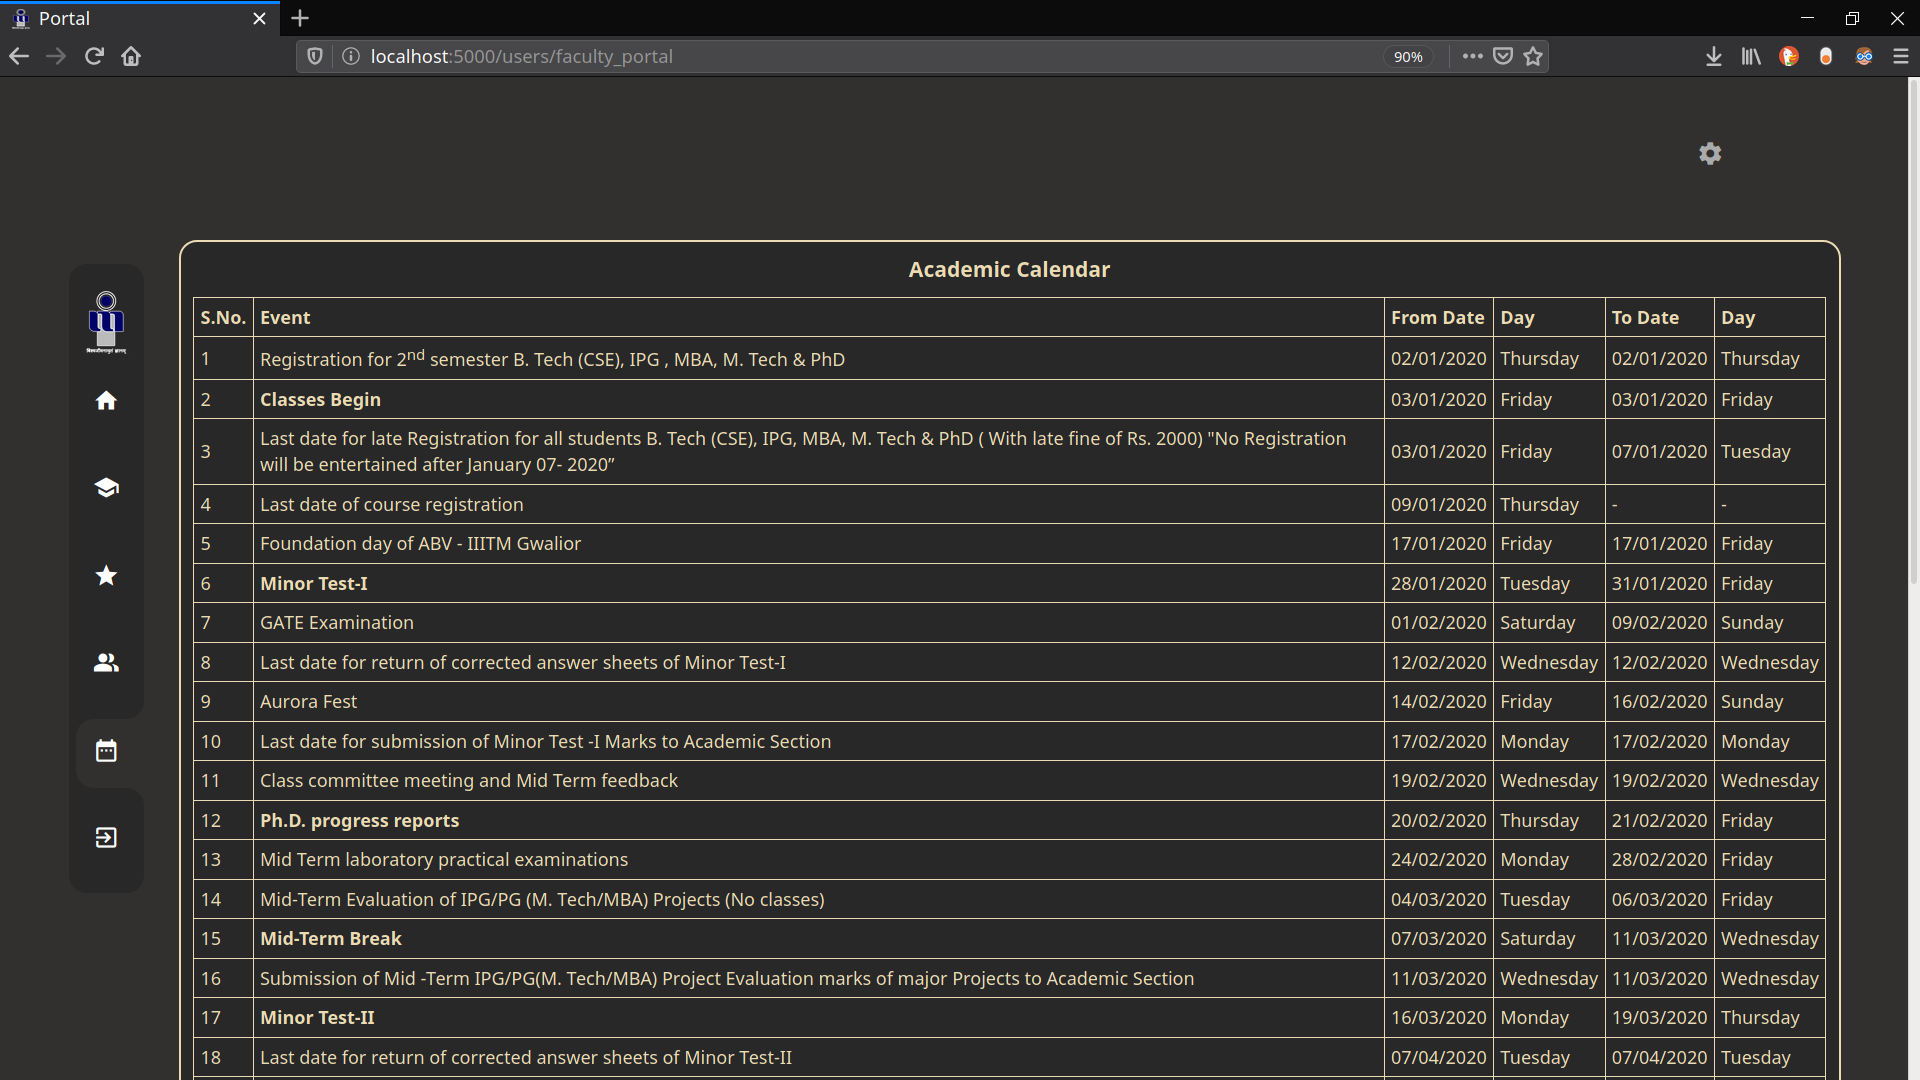 Portal
localhost:5000/users/faculty_portal
90%
Academic Calendar
S.No. Event From Date Day To Date Day
1 Registration for 2nd semester B. Tech (CSE), IPG , MBA, M. Tech & PhD 02/01/2020 Thursday 02/01/2020 Thursday
2 Classes Begin 03/01/2020 Friday 03/01/2020 Friday
3 Last date for late Registration for all students B. Tech (CSE), IPG, MBA, M. Tech & PhD ( With late fine of Rs. 2000) "No Registration
will be entertained after January 07- 2020” 03/01/2020 Friday 07/01/2020 Tuesday
4 Last date of course registration 09/01/2020 Thursday - -
5 Foundation day of ABV - IIITM Gwalior 17/01/2020 Friday 17/01/2020 Friday
6 Minor Test-I 28/01/2020 Tuesday 31/01/2020 Friday
7 GATE Examination 01/02/2020 Saturday 09/02/2020 Sunday
8 Last date for return of corrected answer sheets of Minor Test-I 12/02/2020 Wednesday 12/02/2020 Wednesday
9 Aurora Fest 14/02/2020 Friday 16/02/2020 Sunday
10 Last date for submission of Minor Test -I Marks to Academic Section 17/02/2020 Monday 17/02/2020 Monday
11 Class committee meeting and Mid Term feedback 19/02/2020 Wednesday 19/02/2020 Wednesday
12 Ph.D. progress reports 20/02/2020 Thursday 21/02/2020 Friday
13 Mid Term laboratory practical examinations 24/02/2020 Monday 28/02/2020 Friday
14 Mid-Term Evaluation of IPG/PG (M. Tech/MBA) Projects (No classes) 04/03/2020 Tuesday 06/03/2020 Friday
15 Mid-Term Break 07/03/2020 Saturday 11/03/2020 Wednesday
16 Submission of Mid -Term IPG/PG(M. Tech/MBA) Project Evaluation marks of major Projects to Academic Section 11/03/2020 Wednesday 11/03/2020 Wednesday
17 Minor Test-II 16/03/2020 Monday 19/03/2020 Thursday
18 Last date for return of corrected answer sheets of Minor Test-II 07/04/2020 Tuesday 07/04/2020 Tuesday